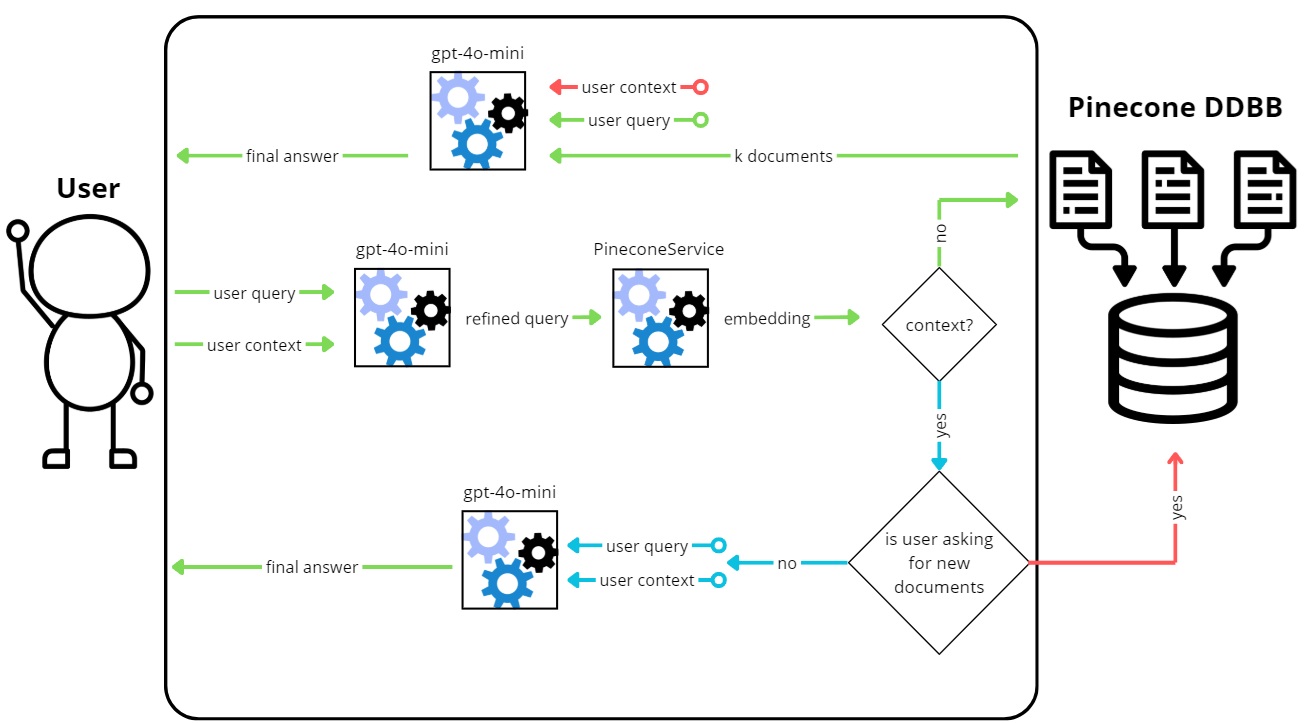 gpt-4o-mini
user context
user query
final answer
k documents
Pinecone DDBB
User
no
gpt-4o-mini
PineconeService
user query
user context
refined query
embedding
context?
yes
gpt-4o-mini
user query
user context
final answer
no
is user asking
for new
documents
yes